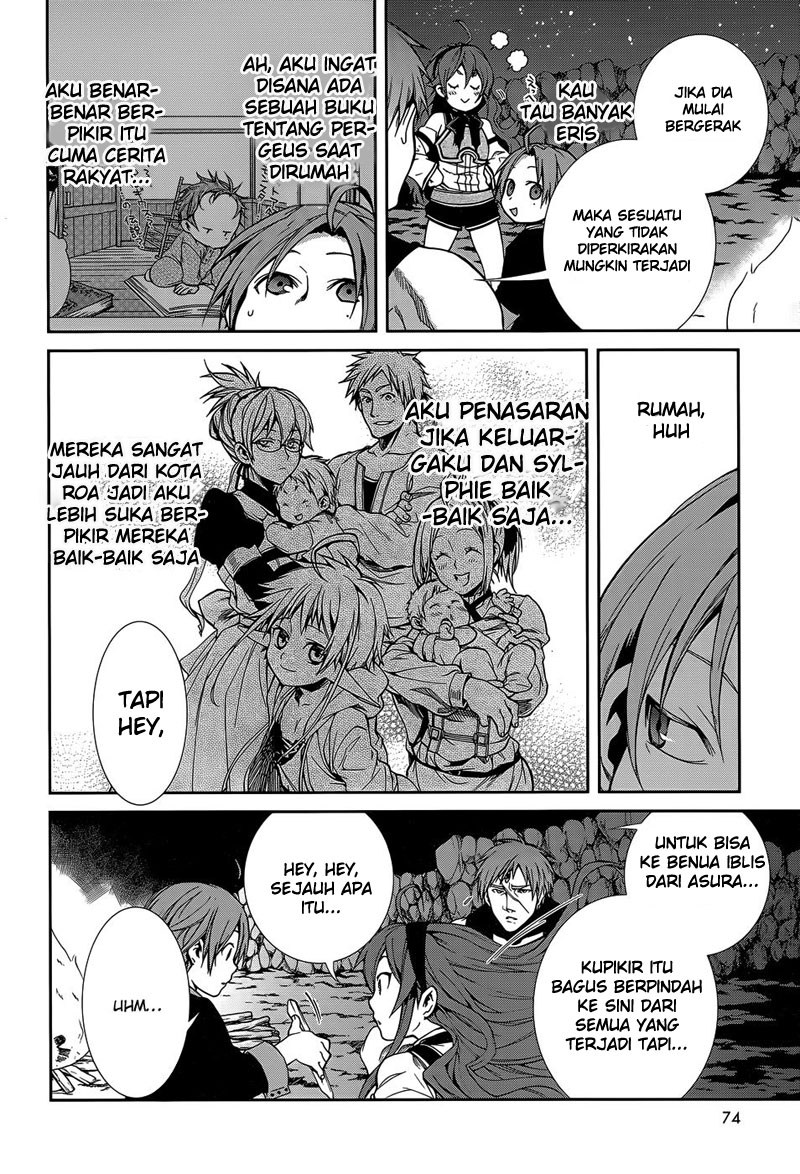 JIKA DIA
MULAI
BERGERAK
MAKA SESUATU
YANG TIDAK
DIPERKIRAKAN
MUNGKIN TERJADI
KAU
TAU BANYAK
ERIS
AH, AKU INGAT
DISANA ADA
SEBUAH BUKU
TENTANG PER-
GELIS SAAT
DIRUMAH
AKU BENAR-
BENAR BER-
PIKIR ITU
CUMA CERITA
RAKYAT...
RUMAH,
HUH
AKU PENASARAN
JIKA KELUAR-
GAKU DAN SYL-
PHIE BAIK
-BAIK SAJA...
MEREKA SANGAT
JAUH DARI KOTA
ROA JADI AKU
LEBIH SUKA BER-
PIKIR MEREKA
BAIK-BAIK SAJA
TAPI
HEY,
UNTUK BISA
KE BENUA IBLIS
DARI ASURA...
KUPIKIR ITU
BAGUS BERPINDAH
KE SINI DARI
SEMUA YANG
TERJADI TAPI...
HEY, HEY,
SEJAUH APA
ITU...
UHM...
74